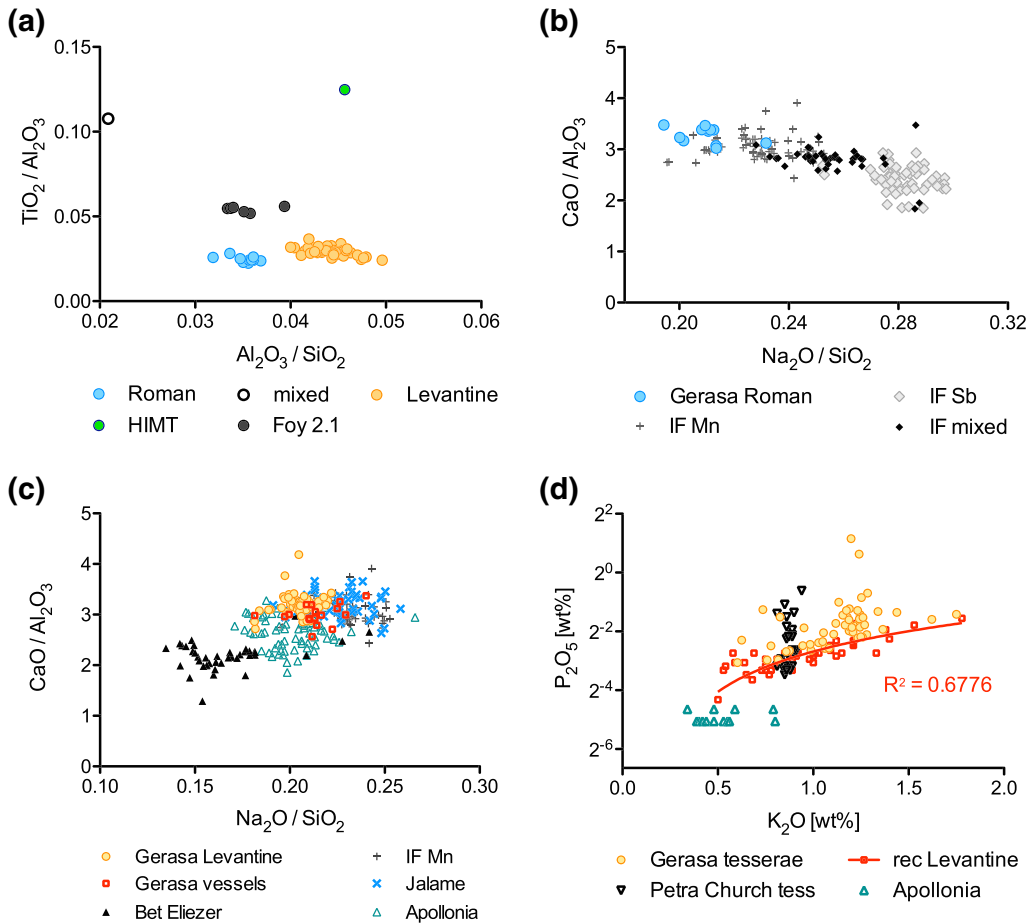 (a)
0.15
0.10
0.05
0.00
TiO₂ / Al₂O₃
0.02 0.03 0.04 0.05 0.06
Al₂O₃ / SiO₂
Roman mixed Levantine
HIMT Foy 2.1
(b)
5
4
3
2
1
0
CaO / Al₂O₃
0.20 0.24 0.28 0.32
Na₂O / SiO₂
Gerasa Roman IF Sb
IF Mn IF mixed
(c)
5
4
3
2
1
0
CaO / Al₂O₃
0.10 0.15 0.20 0.25 0.30
Na₂O / SiO₂
Gerasa Levantine IF Mn
Gerasa vessels Jalame
Bet Eliezer Apollonia
(d)
2²
2⁰
2⁻²
2⁻⁴
2⁻⁶
P₂O₅ [wt%]
R² = 0.6776
0.0 0.5 1.0 1.5 2.0
K₂O [wt%]
Gerasa tesserae rec Levantine
Petra Church tess Apollonia